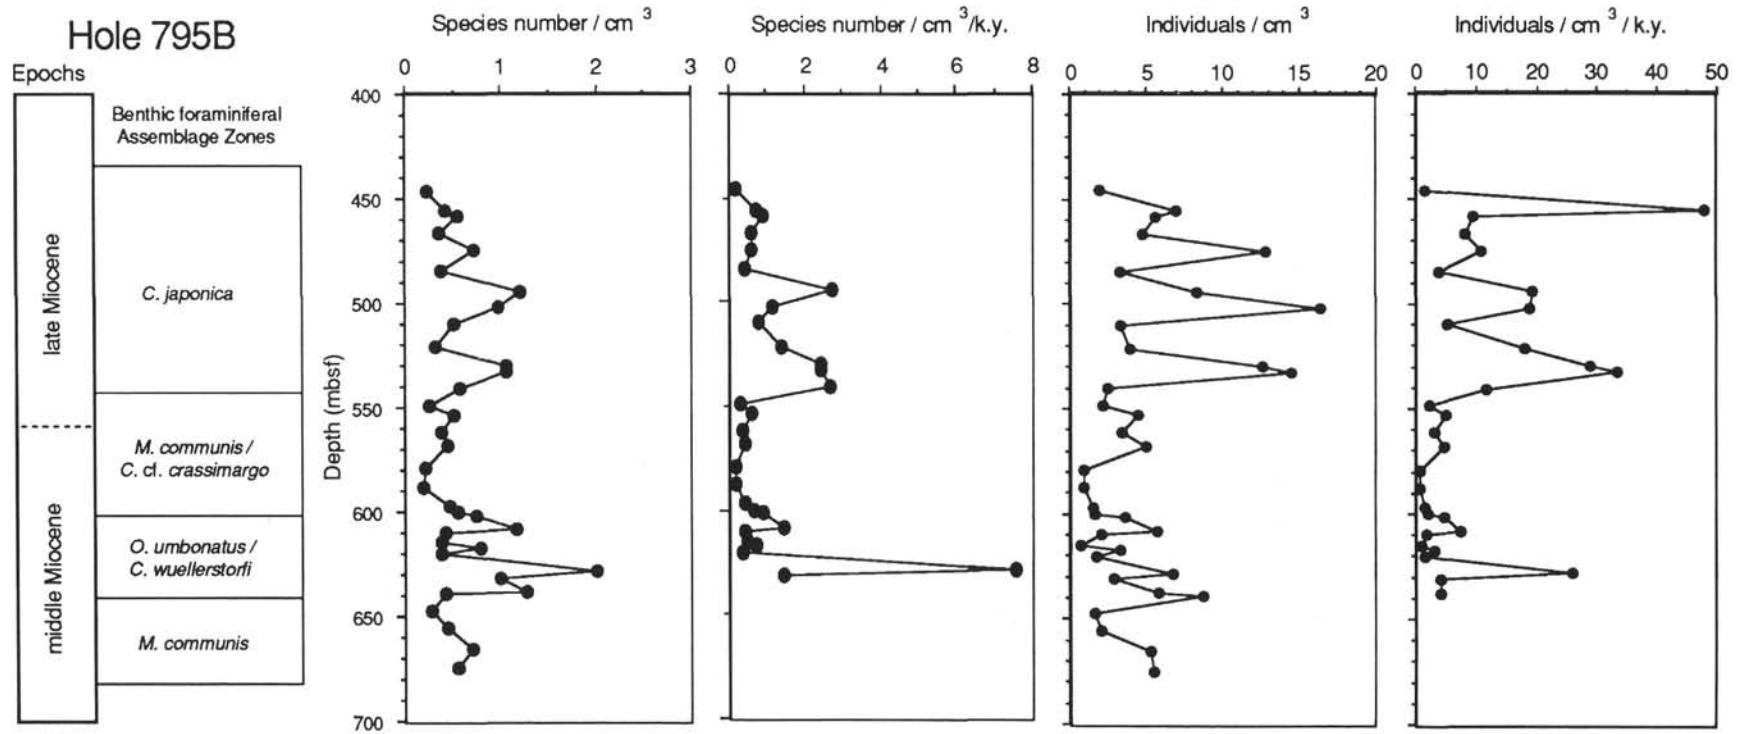 Hole 795B
Epochs
late Miocene
middle Miocene
Benthic foraminiferal
Assemblage Zones
C. japonica
M. communis /
C. cf. crassimargo
O. umbonatus /
C. wuellerstorfi
M. communis
Depth (mbsf)
400
450
500
550
600
650
700
Species number / cm 3
0 1 2 3
Species number / cm 3/k.y.
0 2 4 6 8
Individuals / cm 3
0 5 10 15 20
Individuals / cm 3 / k.y.
0 10 20 30 40 50